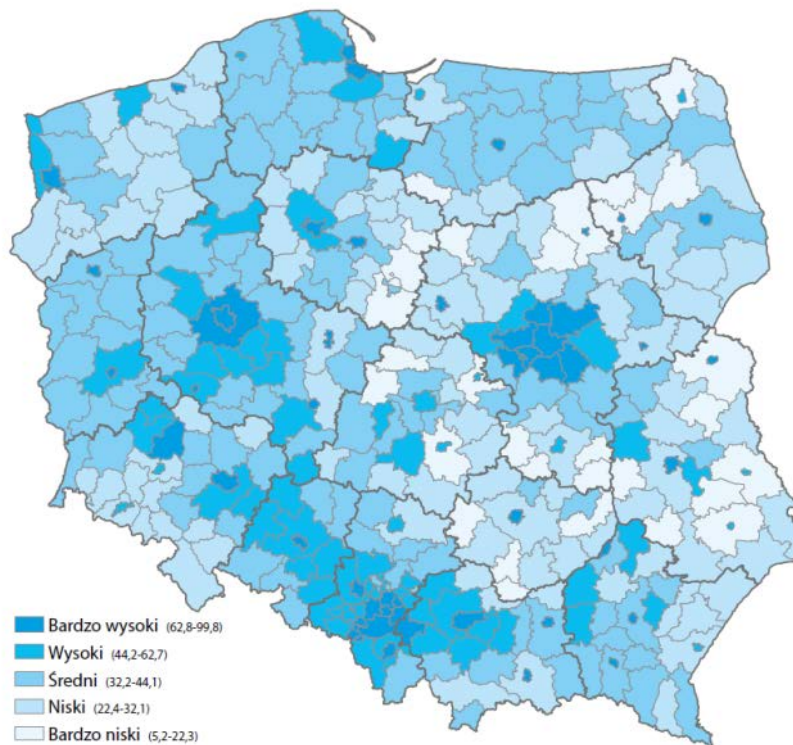 Bardzo wysoki (62,8-99,8)
Wysoki (44,2-62,7)
Średni (32,2-44,1)
Niski (22,4-32,1)
Bardzo niski (5,2-22,3)